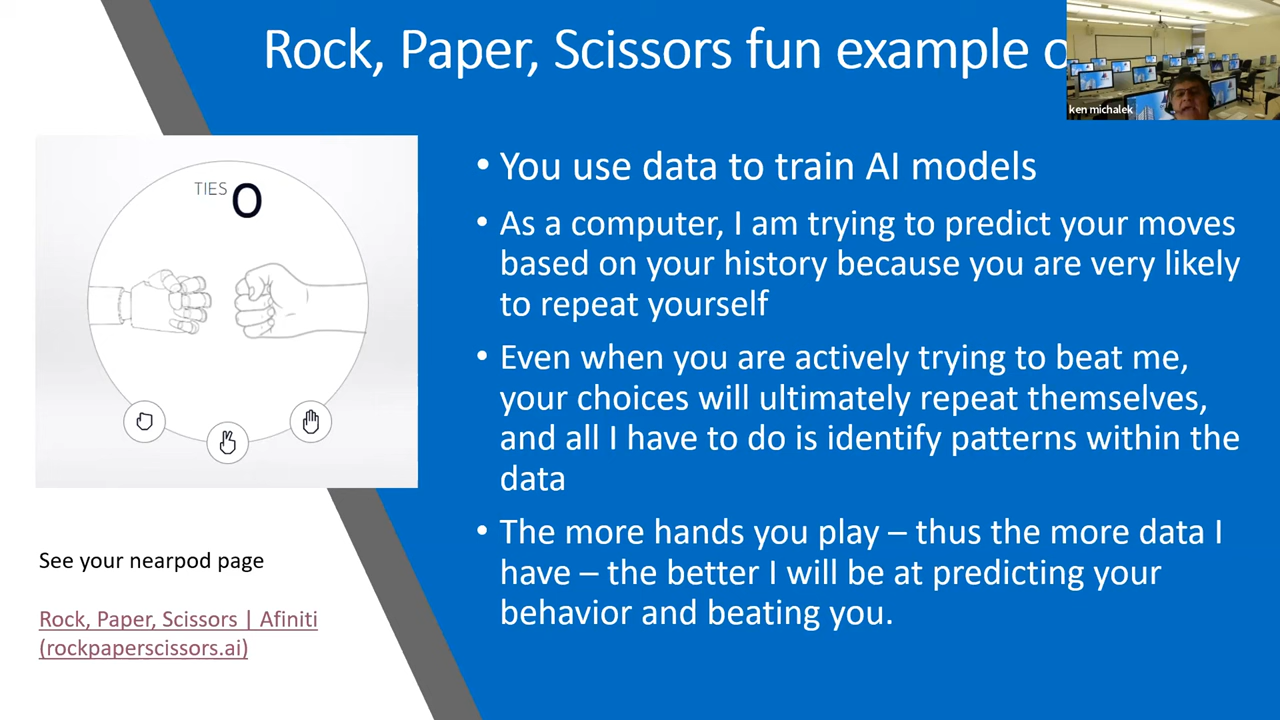 Rock, Paper, Scissors fun example o
ken michalek
TIES 0
• You use data to train AI models
• As a computer, I am trying to predict your moves
based on your history because you are very likely
to repeat yourself
• Even when you are actively trying to beat me,
your choices will ultimately repeat themselves,
and all I have to do is identify patterns within the
data
• The more hands you play – thus the more data I
have – the better I will be at predicting your
behavior and beating you.
See your nearpod page
Rock, Paper, Scissors | Afiniti
(rockpaperscissors.ai)